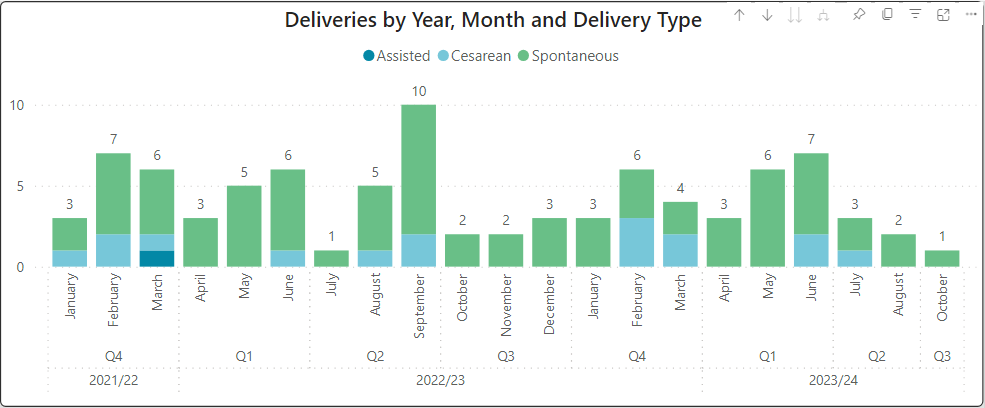 Deliveries by Year, Month and Delivery Type
Assisted Cesarean Spontaneous
10
5
0
3 7 6 3 5 6 1 5 10 2 2 3 3 6 4 3 6 7 3 2 1
January February March April May June July August September October November December January February March April May June July August October
Q4 Q1 Q2 Q3 Q4 Q1 Q2 Q3
2021/22 2022/23 2023/24